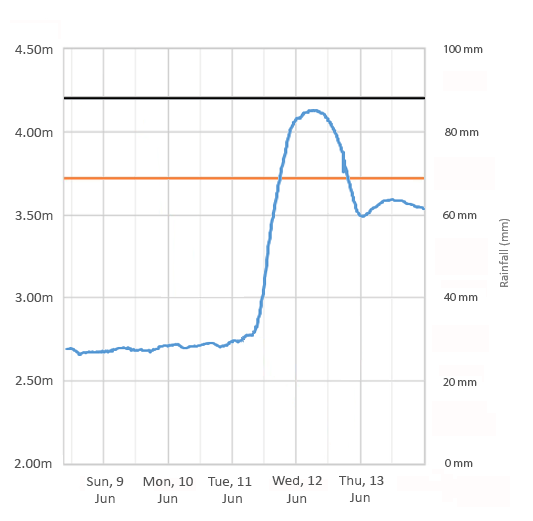 4.50m
100 mm
4.00m
80 mm
3.50m
60 mm
3.00m
40 mm
2.50m
20 mm
2.00m
0 mm
Rainfall (mm)
Sun, 9
Jun
Mon, 10
Jun
Tue, 11
Jun
Wed, 12
Jun
Thu, 13
Jun